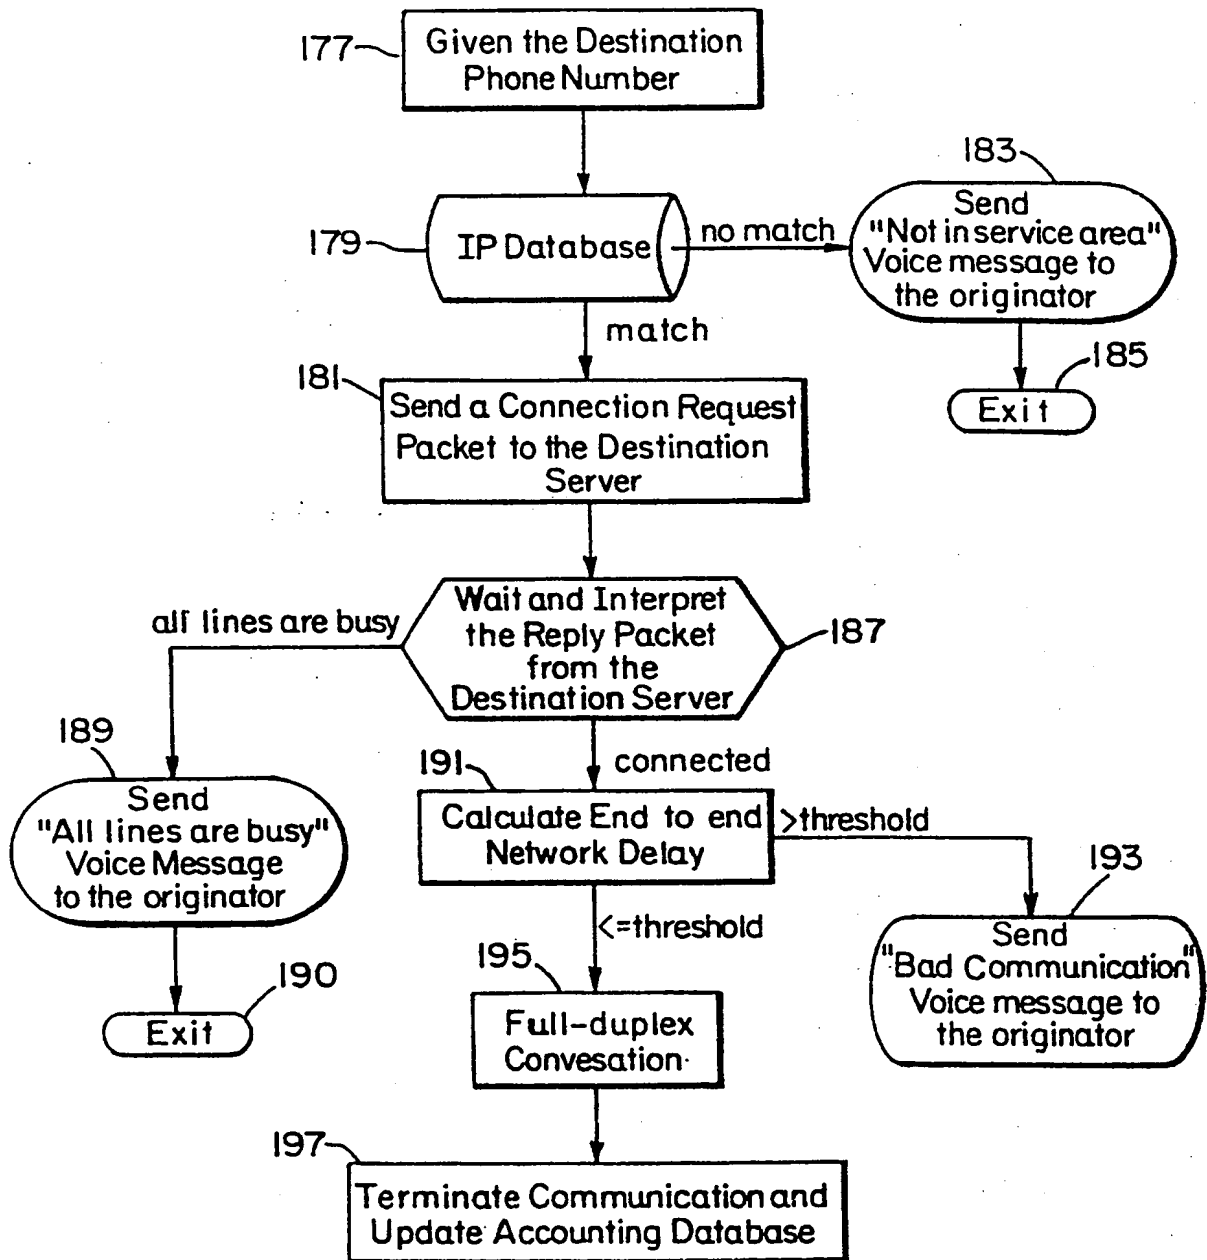 177
Given the Destination
Phone Number
183
Send
"Not in service area"
Voice message to
the originator
179
IP Database
no match
match
185
Exit
181
Send a Connection Request
Packet to the Destination
Server
all lines are busy
Wait and Interpret
the Reply Packet
from the
Destination Server
187
189
Send
"All lines are busy"
Voice Message
to the originator
connected
191
Calculate End to end
Network Delay
>threshold
193
Send
"Bad Communication"
Voice message to
the originator
<=threshold
190
Exit
195
Full-duplex
Convesation
197
Terminate Communication and
Update Accounting Database